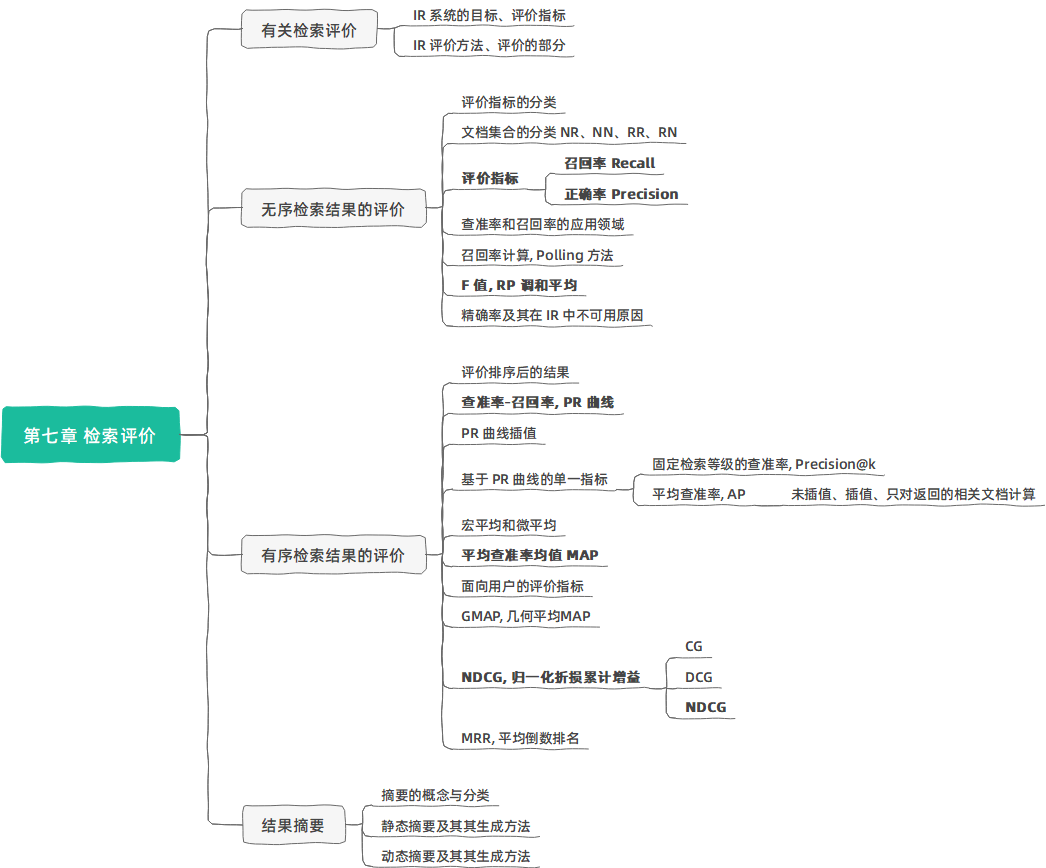 第七章 检索评价
有关检索评价
IR 系统的目标、评价指标
IR 评价方法、评价的部分
无序检索结果的评价
评价指标的分类
文档集合的分类 NR、NN、RR、RN
评价指标
召回率 Recall
正确率 Precision
查准率和召回率的应用领域
召回率计算, Polling 方法
F 值, RP 调和平均
精确率及其在 IR 中不可用原因
有序检索结果的评价
评价排序后的结果
查准率-召回率, PR 曲线
PR 曲线插值
基于 PR 曲线的单一指标
固定检索等级的查准率, Precision@k
平均查准率, AP
未插值、插值、只对返回的相关文档计算
宏平均和微平均
平均查准率均值 MAP
面向用户的评价指标
GMAP, 几何平均MAP
NDCG, 归一化折损累计增益
CG
DCG
NDCG
MRR, 平均倒数排名
结果摘要
摘要的概念与分类
静态摘要及其其生成方法
动态摘要及其其生成方法